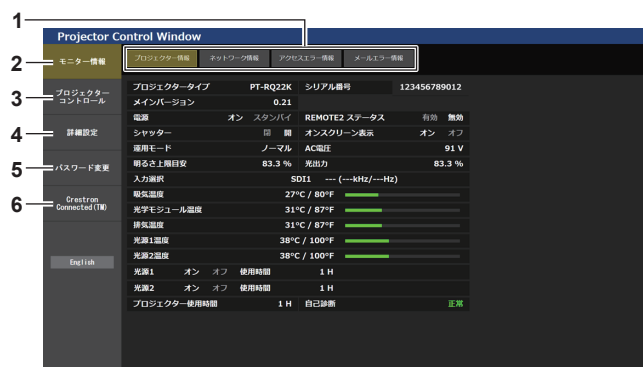 1
Projector Control Window
2
モニター情報
プロジェクター情報 ネットワーク情報 アクセスエラー情報 メールエラー情報
3
プロジェクター
コントロール
4
詳細設定
5
パスワード変更
6
Crestron
Connected(TM)
English
プロジェクタータイプ PT-RQ22K シリアル番号 123456789012
メインバージョン 0.21
電源 オン スタンバイ REMOTE2 ステータス 有効 無効
シャッター 閉 開 オンスクリーン表示 オン オフ
運用モード ノーマル AC電圧 91 V
明るさ上限目安 83.3 % 光出力 83.3 %
入力選択 SDI1 --- (---kHz/---Hz)
吸気温度 27°C / 80°F
光学モジュール温度 31°C / 87°F
排気温度 31°C / 87°F
光源1温度 38°C / 100°F
光源2温度 38°C / 100°F
光源1 オン オフ 使用時間 1 H
光源2 オン オフ 使用時間 1 H
プロジェクター使用時間 1 H 自己診断 正常